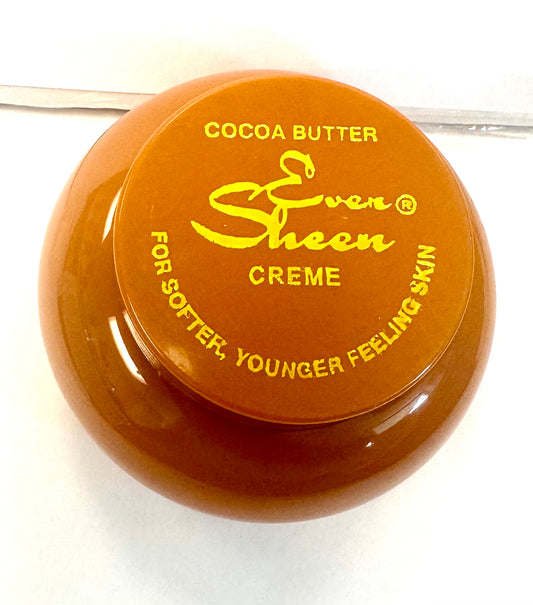 COCOA BUTTER
Ever®
Sheen
CREME
FOR SOFTER, YOUNGER FEELING SKIN